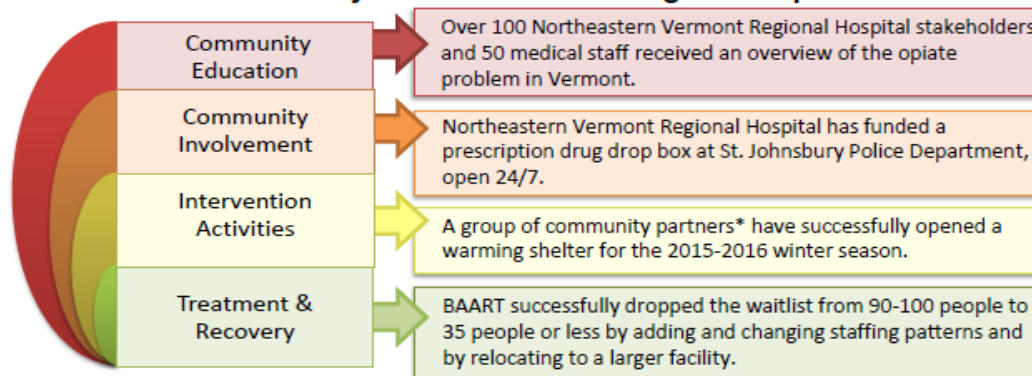 Community
Education
Over 100 Northeastern Vermont Regional Hospital stakeholders
and 50 medical staff received an overview of the opiate
problem in Vermont.
Community
Involvement
Northeastern Vermont Regional Hospital has funded a
prescription drug drop box at St. Johnsbury Police Department,
open 24/7.
Intervention
Activities
A group of community partners* have successfully opened a
warming shelter for the 2015-2016 winter season.
Treatment &
Recovery
BAART successfully dropped the waitlist from 90-100 people to
35 people or less by adding and changing staffing patterns and
by relocating to a larger facility.